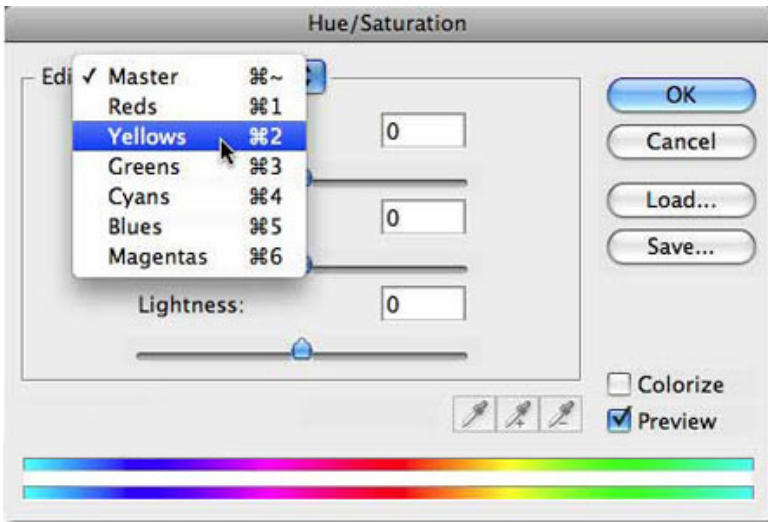 Hue/Saturation
Edi
✓ Master ⌘~
Reds ⌘1
Yellows ⌘2
Greens ⌘3
Cyans ⌘4
Blues ⌘5
Magentas ⌘6
0
0
Lightness: 0
OK
Cancel
Load...
Save...
Colorize
Preview